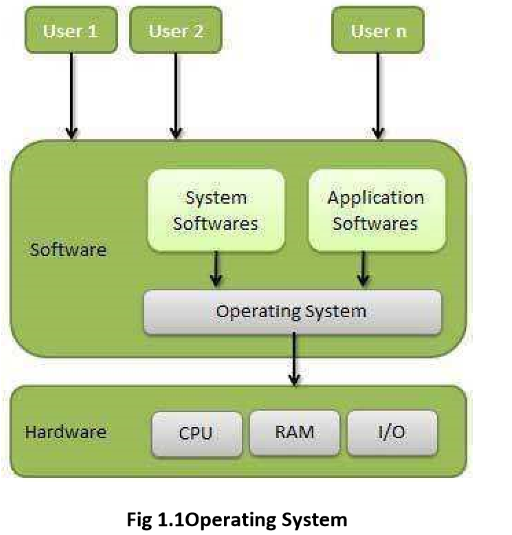 User 1
User 2
User n
System
Softwares
Application
Softwares
Software
Operating System
Hardware
CPU
RAM
I/O
Fig 1.1Operating System